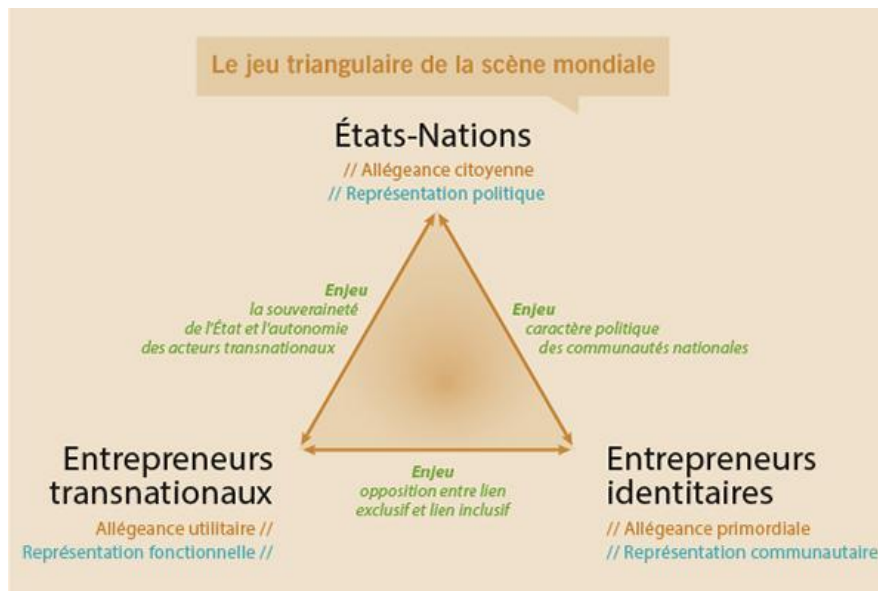 Le jeu triangulaire de la scène mondiale
États-Nations
// Allégeance citoyenne
// Représentation politique
Enjeu
la souveraineté
de l'État et l'autonomie
des acteurs transnationaux
Enjeu
caractère politique
des communautés nationales
Entrepreneurs
transnationaux
Allégeance utilitaire //
Représentation fonctionnelle //
Enjeu
opposition entre lien
exclusif et lien inclusif
Entrepreneurs
identitaires
// Allégeance primordiale
// Représentation communautaire